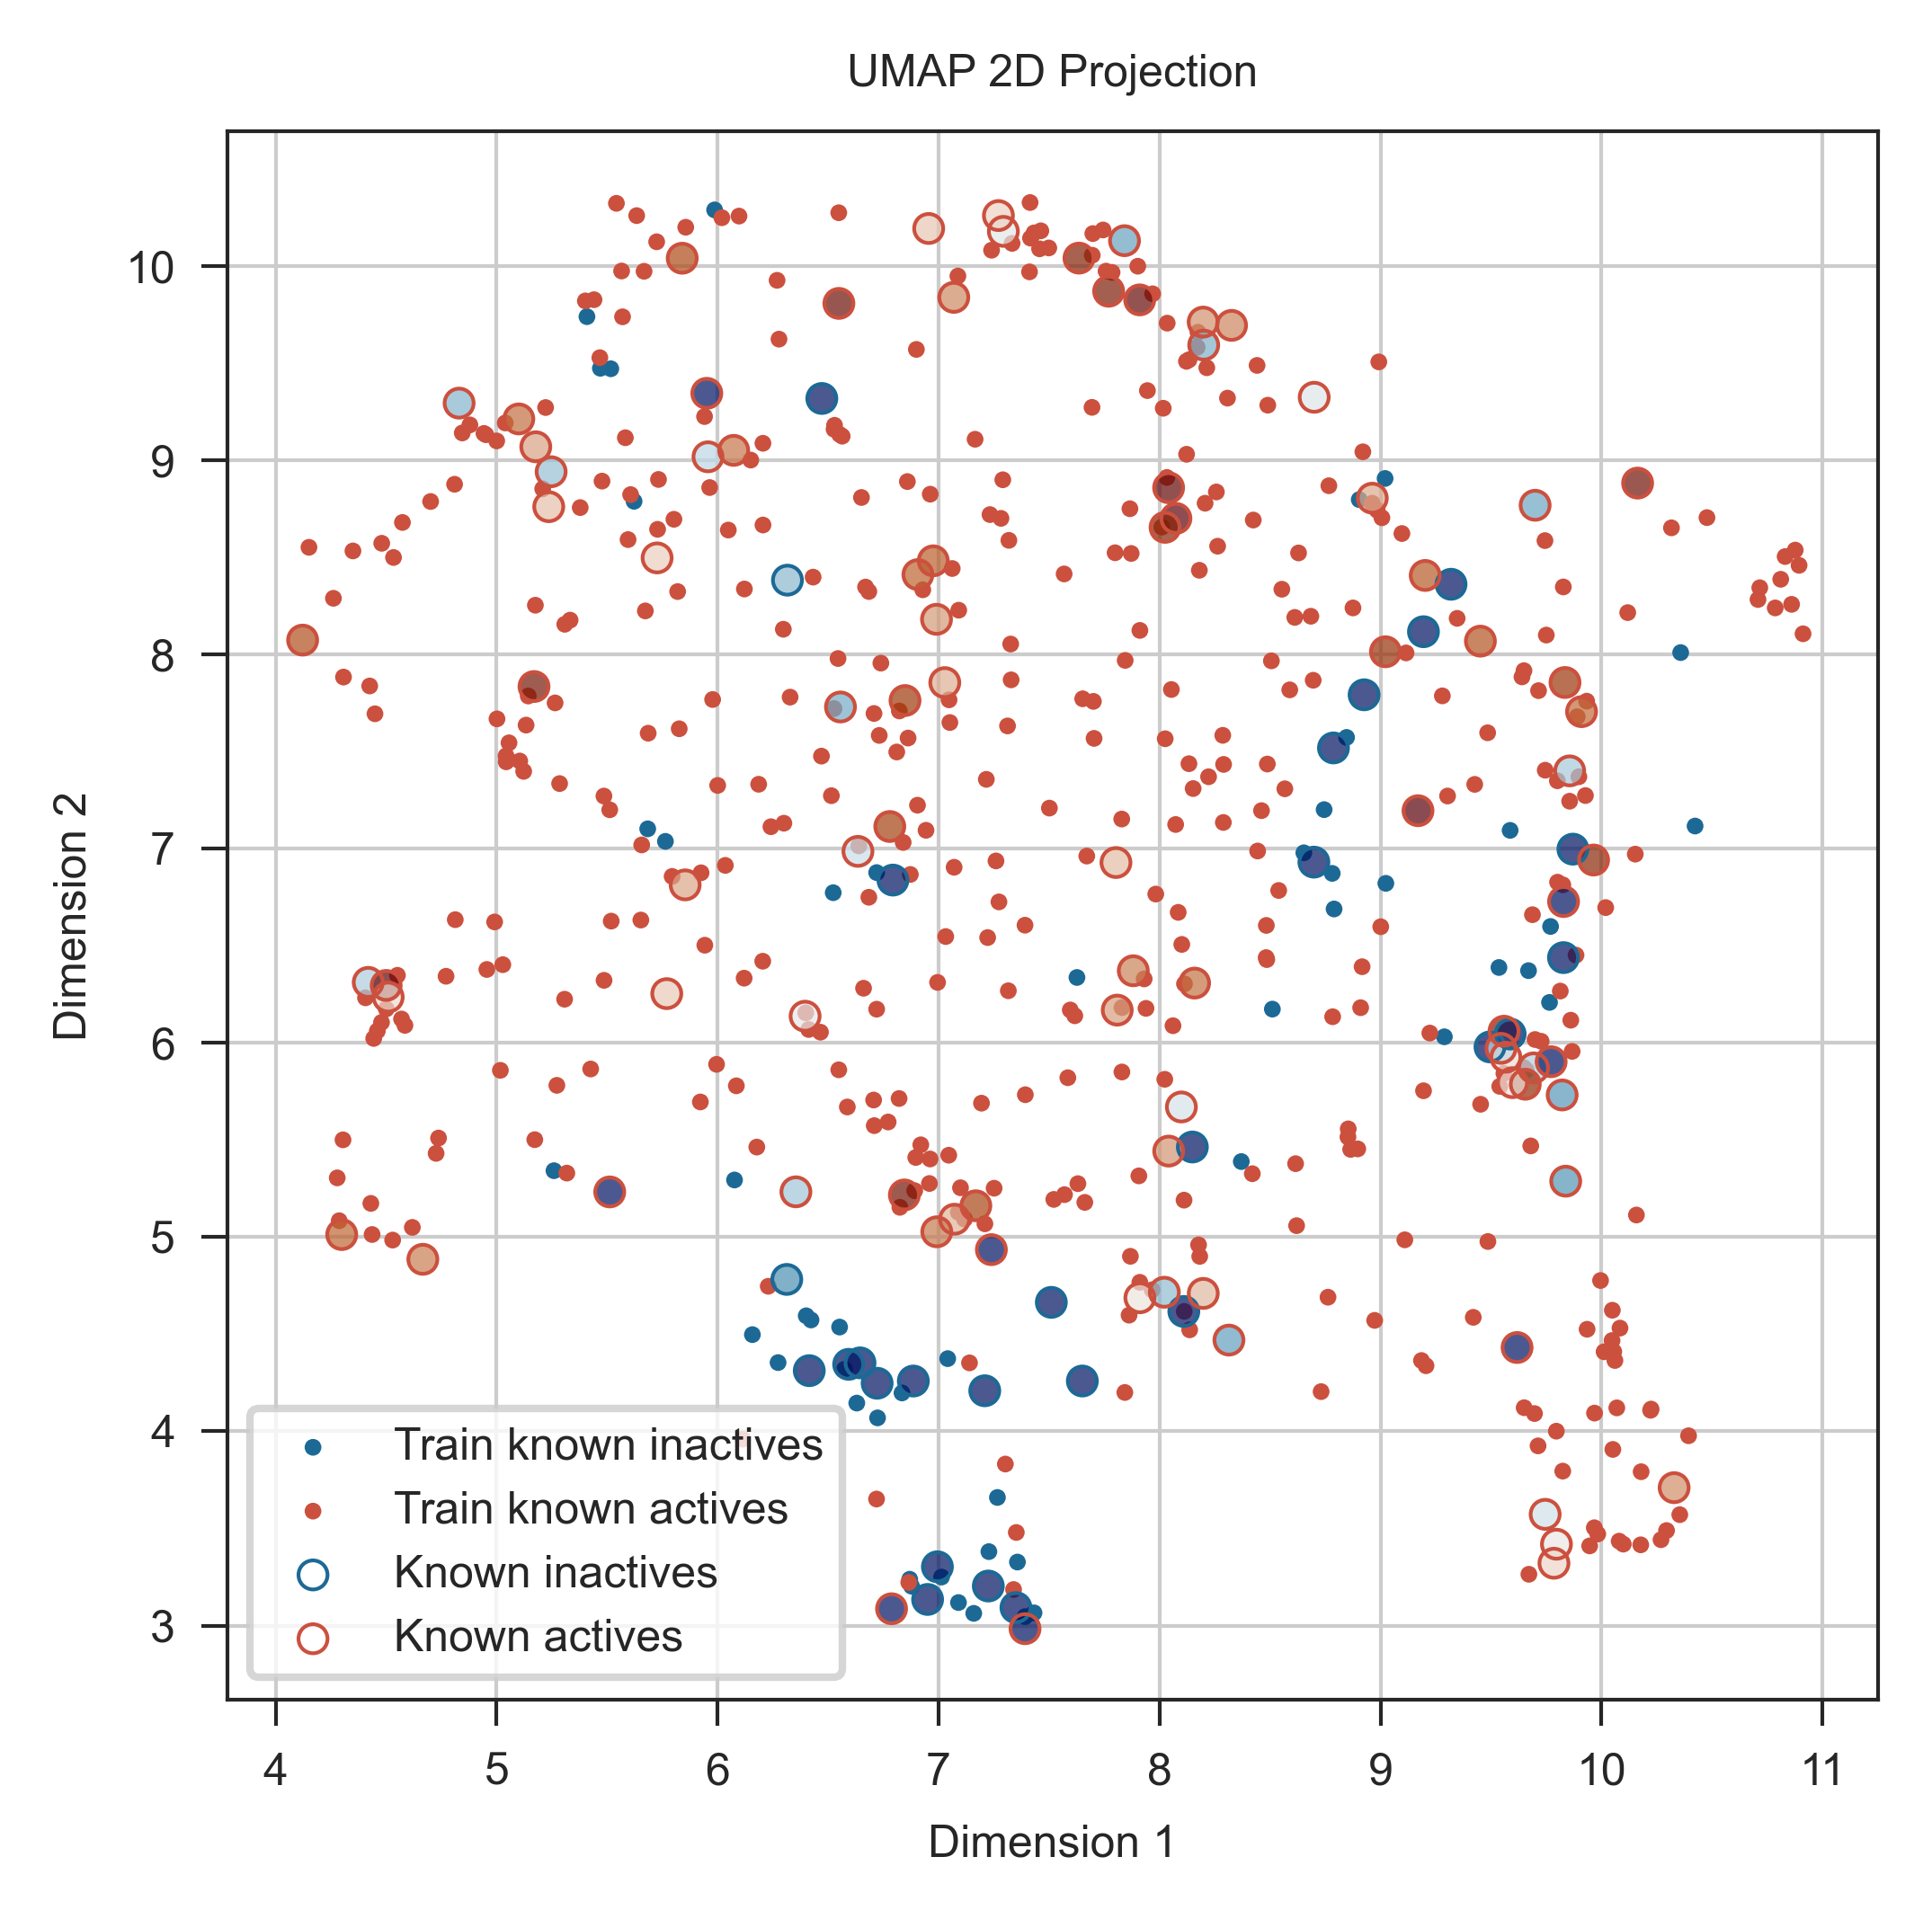 UMAP 2D Projection
10
9
8
7
6
5
4
3
Dimension 2
Train known inactives
Train known actives
Known inactives
Known actives
4 5 6 7 8 9 10 11
Dimension 1